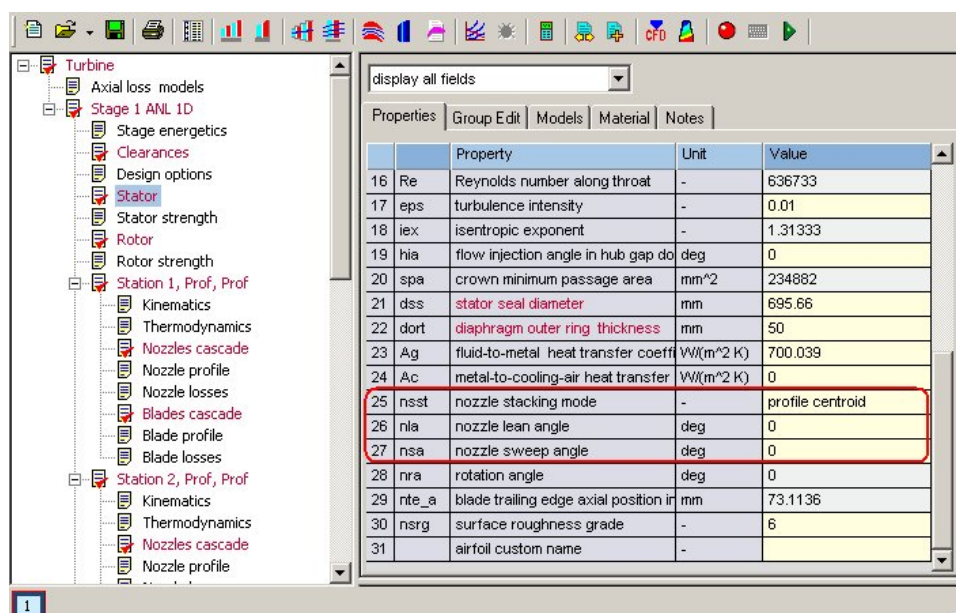 CFD
Turbine
Axial loss models
Stage 1 ANL 1D
Stage energetics
Clearances
Design options
Stator
Stator strength
Rotor
Rotor strength
Station 1, Prof, Prof
Kinematics
Thermodynamics
Nozzles cascade
Nozzle profile
Nozzle losses
Blades cascade
Blade profile
Blade losses
Station 2, Prof, Prof
Kinematics
Thermodynamics
Nozzles cascade
Nozzle profile
display all fields
Properties Group Edit Models Material Notes
Property Unit Value
16 Re Reynolds number along throat - 636733
17 eps turbulence intensity - 0.01
18 iex isentropic exponent - 1.31333
19 hia flow injection angle in hub gap do deg 0
20 spa crown minimum passage area mm^2 234882
21 dss stator seal diameter mm 695.66
22 dort diaphragm outer ring thickness mm 50
23 Ag fluid-to-metal heat transfer coeffi W/(m^2 K) 700.039
24 Ac metal-to-cooling-air heat transfer W/(m^2 K) 0
25 nsst nozzle stacking mode - profile centroid
26 nla nozzle lean angle deg 0
27 nsa nozzle sweep angle deg 0
28 nra rotation angle deg 0
29 nte_a blade trailing edge axial position in mm 73.1136
30 nsrg surface roughness grade - 6
31 airfoil custom name -
1